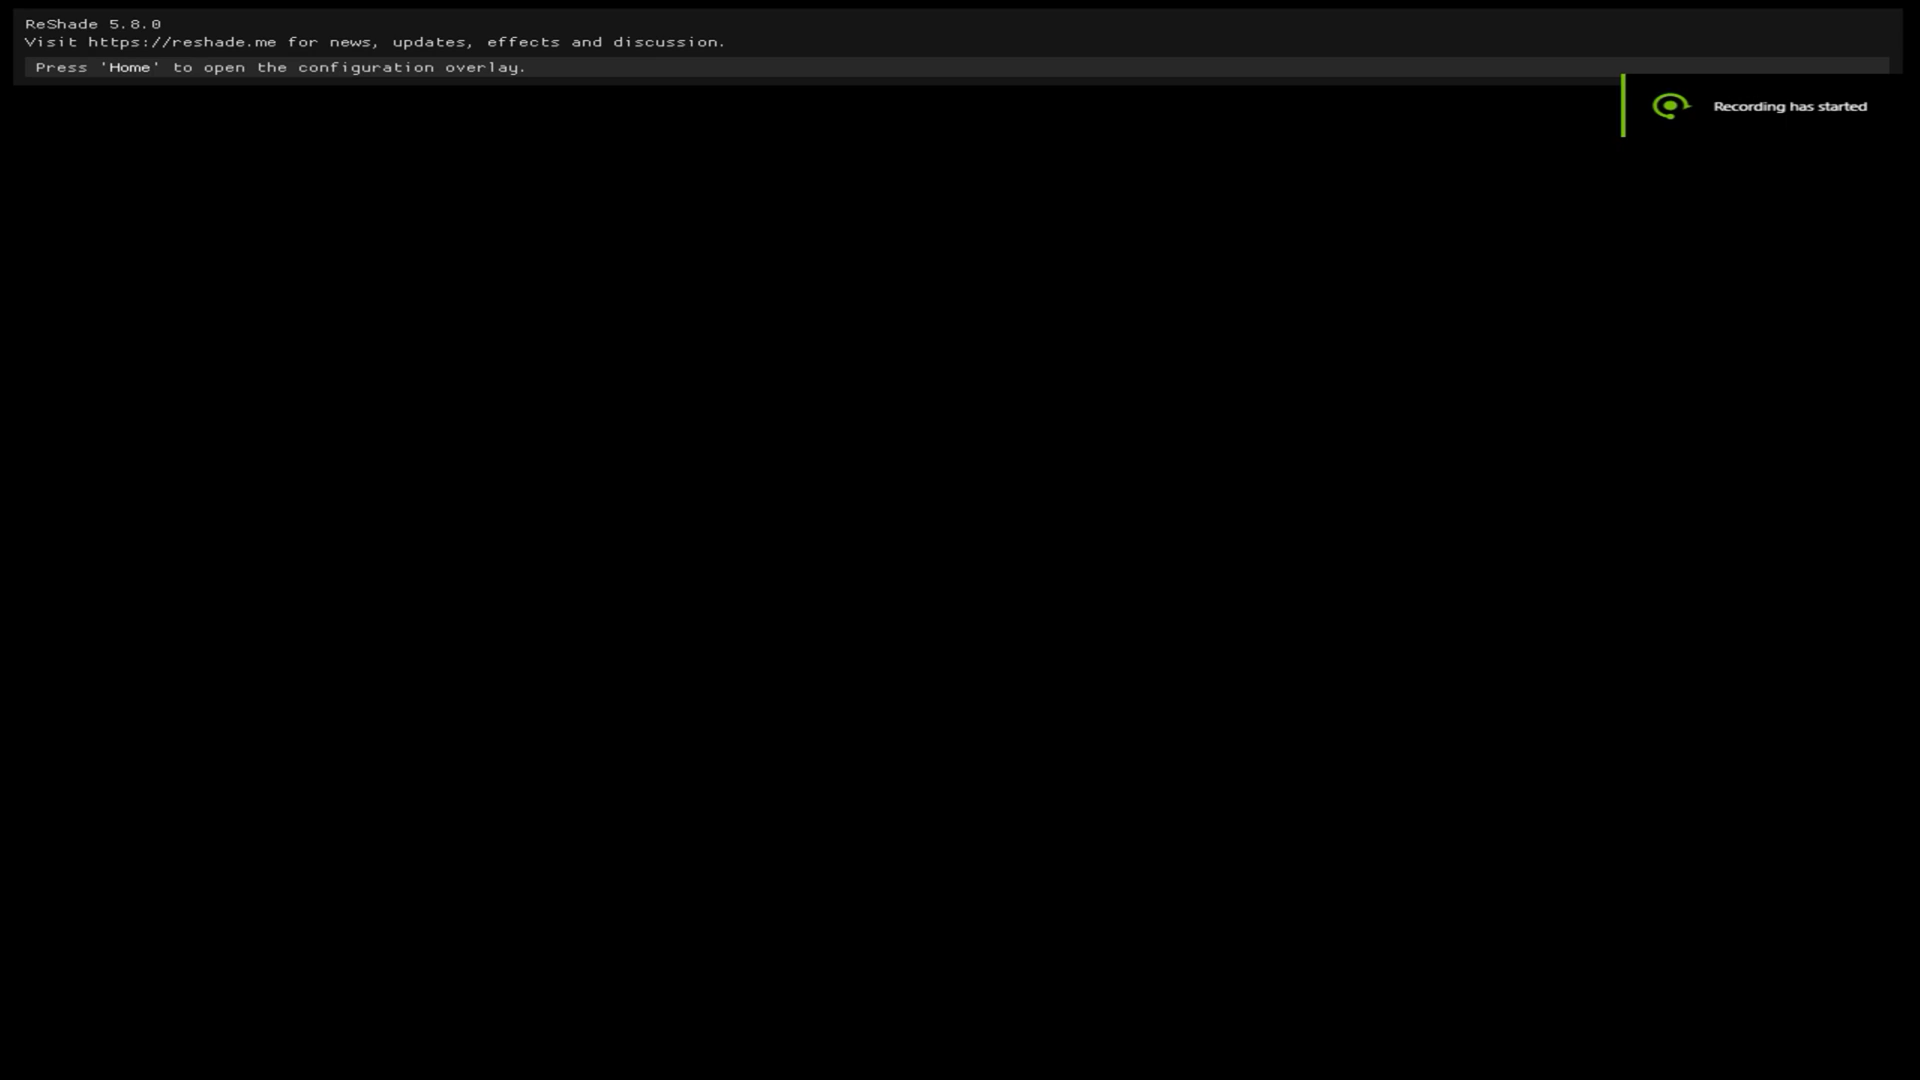 ReShade 5.8.0
Visit https://reshade.me for news, updates, effects and discussion.
Press 'Home' to open the configuration overlay.
Recording has started